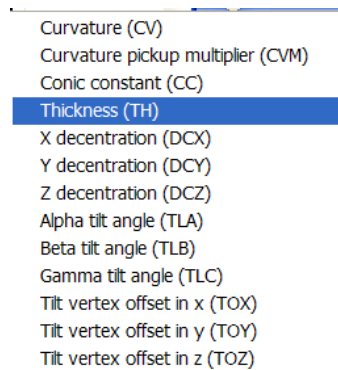 Curvature (CV)
Curvature pickup multiplier (CVM)
Conic constant (CC)
Thickness (TH)
X decentration (DCX)
Y decentration (DCY)
Z decentration (DCZ)
Alpha tilt angle (TLA)
Beta tilt angle (TLB)
Gamma tilt angle (TLC)
Tilt vertex offset in x (TOX)
Tilt vertex offset in y (TOY)
Tilt vertex offset in z (TOZ)